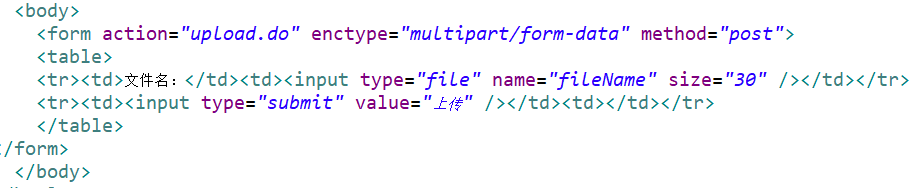 <body>
<form action="upload.do" enctype="multipart/form-data" method="post">
<table>
<tr><td>文件名：</td><td><input type="file" name="fileName" size="30" /></td></tr>
<tr><td><input type="submit" value="上传" /></td><td></td></tr>
</table>
/form>
</body>